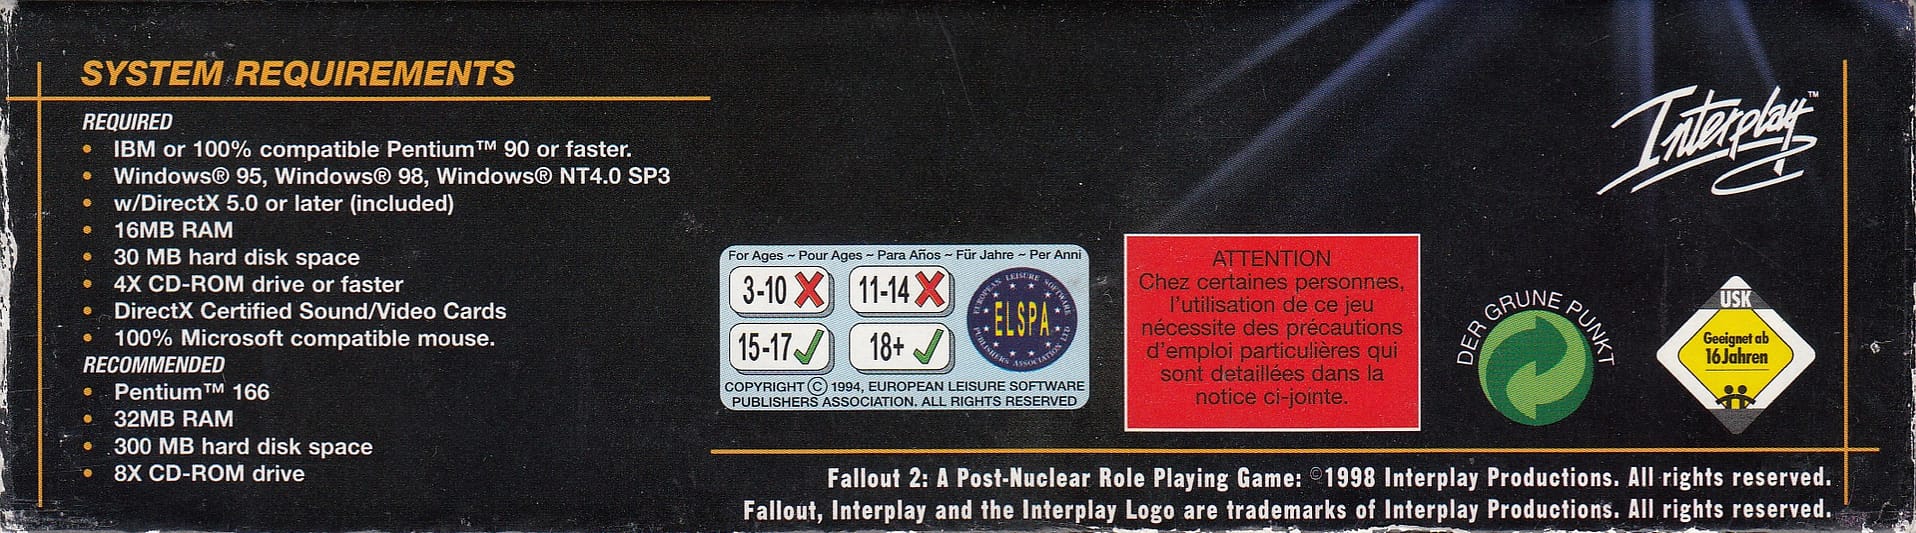 SYSTEM REQUIREMENTS
REQUIRED
• IBM or 100% compatible Pentium™ 90 or faster.
• Windows® 95, Windows® 98, Windows® NT4.0 SP3
• w/DirectX 5.0 or later (included)
• 16MB RAM
• 30 MB hard disk space
• 4X CD-ROM drive or faster
• DirectX Certified Sound/Video Cards
• 100% Microsoft compatible mouse.
RECOMMENDED
• Pentium™ 166
• 32MB RAM
• 300 MB hard disk space
• 8X CD-ROM drive
For Ages ~ Pour Ages ~ Para Años ~ Für Jahre ~ Per Anni
3-10 11-14
15-17 18+
EUROPEAN LEISURE SOFTWARE
ELSPA
PUBLISHERS ASSOCIATION LTD
COPYRIGHT © 1994, EUROPEAN LEISURE SOFTWARE
PUBLISHERS ASSOCIATION. ALL RIGHTS RESERVED
ATTENTION
Chez certaines personnes,
l'utilisation de ce jeu
nécessite des précautions
d'emploi particulières qui
sont detaillées dans la
notice ci-jointe.
Interplay™
DER GRUNE PUNKT
USK
Geeignet ab
16 Jahren
Fallout 2: A Post-Nuclear Role Playing Game: ©1998 Interplay Productions. All rights reserved.
Fallout, Interplay and the Interplay Logo are trademarks of Interplay Productions. All rights reserved.